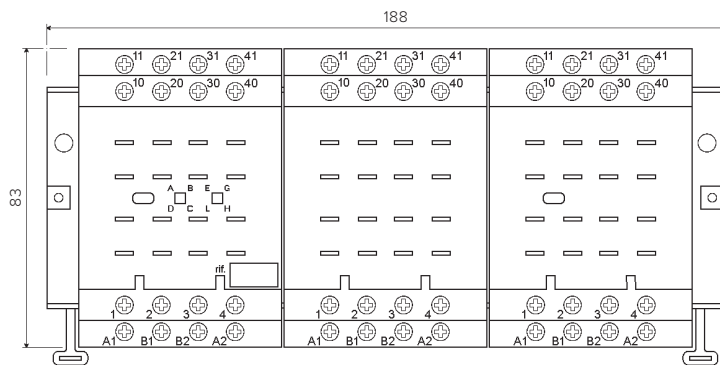 188
11 21 31 41 11 21 31 41 11 21 31 41
10 20 30 40 10 20 30 40 10 20 30 40
83
A B E G
D C L H
rif.
1 2 3 4 1 2 3 4 1 2 3 4
A1 B1 B2 A2 A1 B1 B2 A2 A1 B1 B2 A2